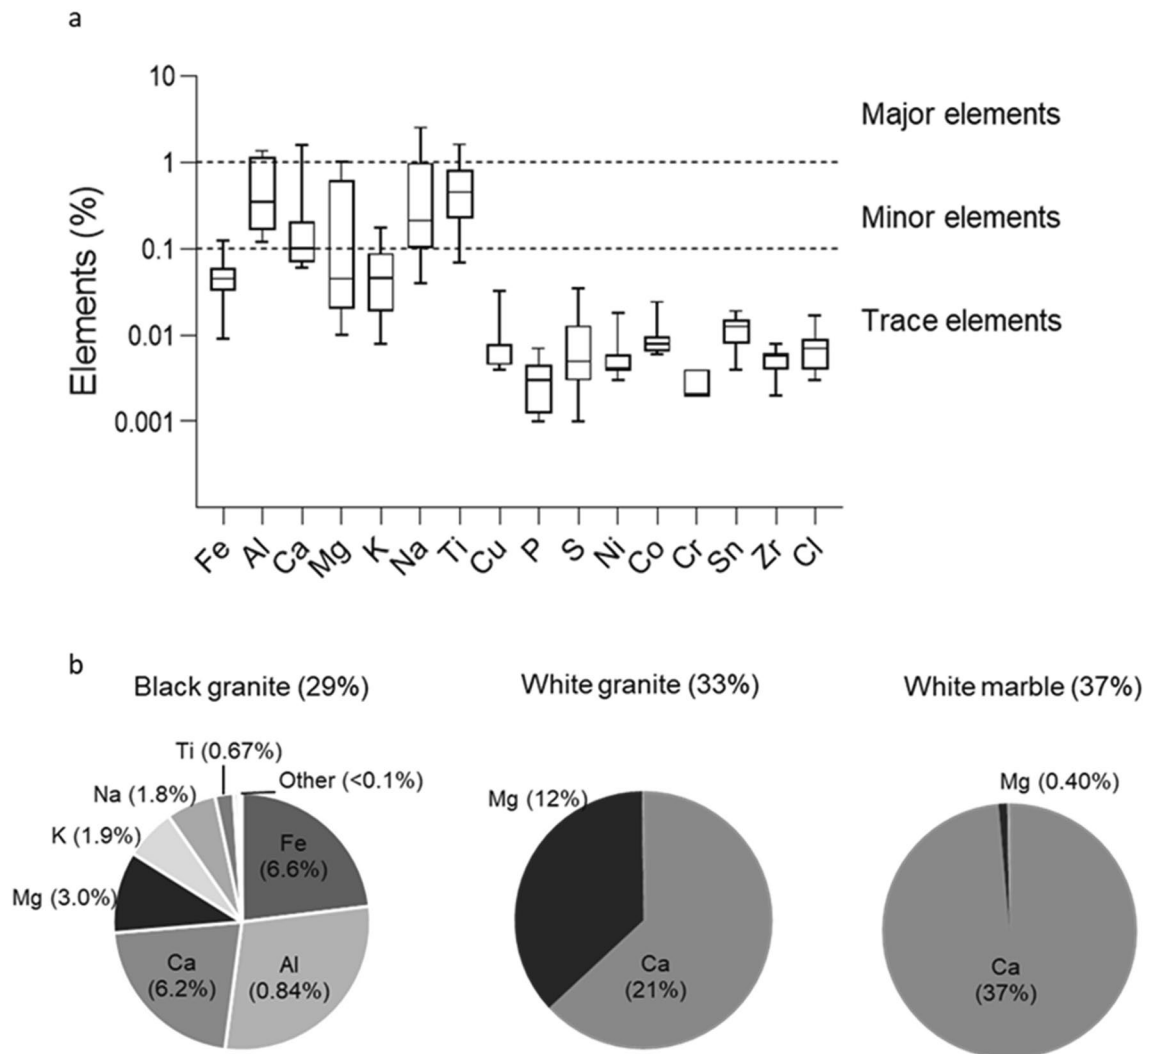 a
10
1
0.1
0.01
0.001
Elements (%)
Major elements
Minor elements
Trace elements
Fe Al Ca Mg K Na Ti Cu P S Ni Co Cr Sn Zr Cl
b
Black granite (29%)
Ti (0.67%)
Other (<0.1%)
Na (1.8%)
K (1.9%)
Mg (3.0%)
Fe
(6.6%)
Ca
(6.2%)
Al
(0.84%)
White granite (33%)
Mg (12%)
Ca
(21%)
White marble (37%)
Mg (0.40%)
Ca
(37%)